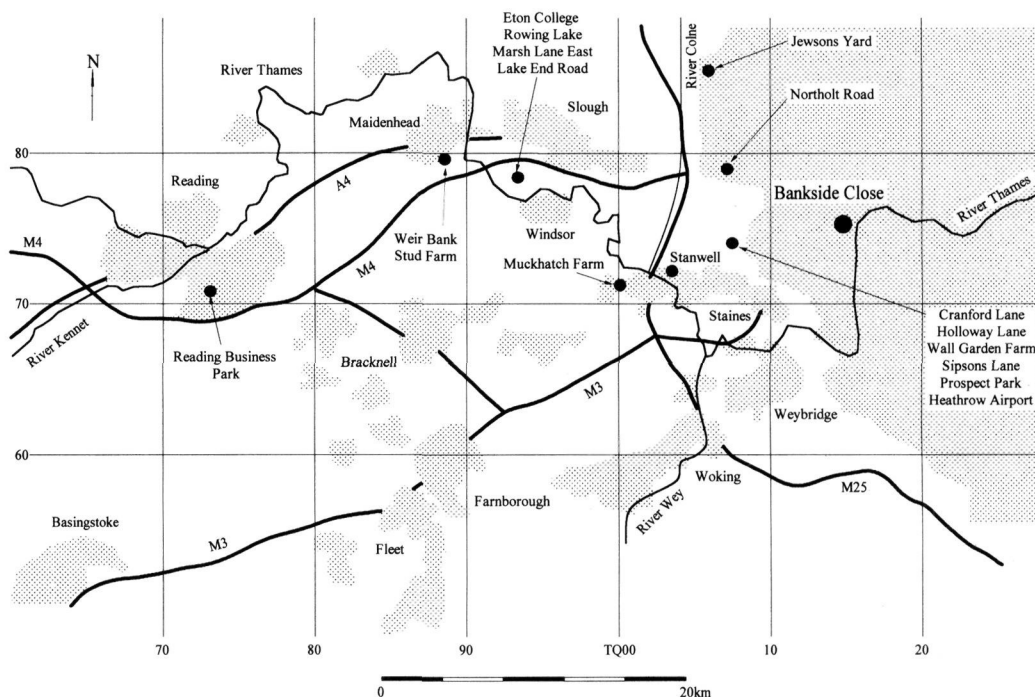 Eton College
Rowing Lake
Marsh Lane East
Lake End Road
River Colne
Jewsons Yard
N
River Thames
Slough
Northolt Road
Maidenhead
80
Reading
A4
Bankside Close
River Thames
M4
Weir Bank
Stud Farm
Windsor
M4
Muckhatch Farm
Stanwell
70
River Kennet
Reading Business
Park
Staines
Cranford Lane
Holloway Lane
Wall Garden Farm
Sipsons Lane
Prospect Park
Heathrow Airport
Bracknell
M3
Weybridge
60
Woking
M25
Farnborough
River Wey
Basingstoke
M3
Fleet
70
80
90
TQ00
10
20
0
20km